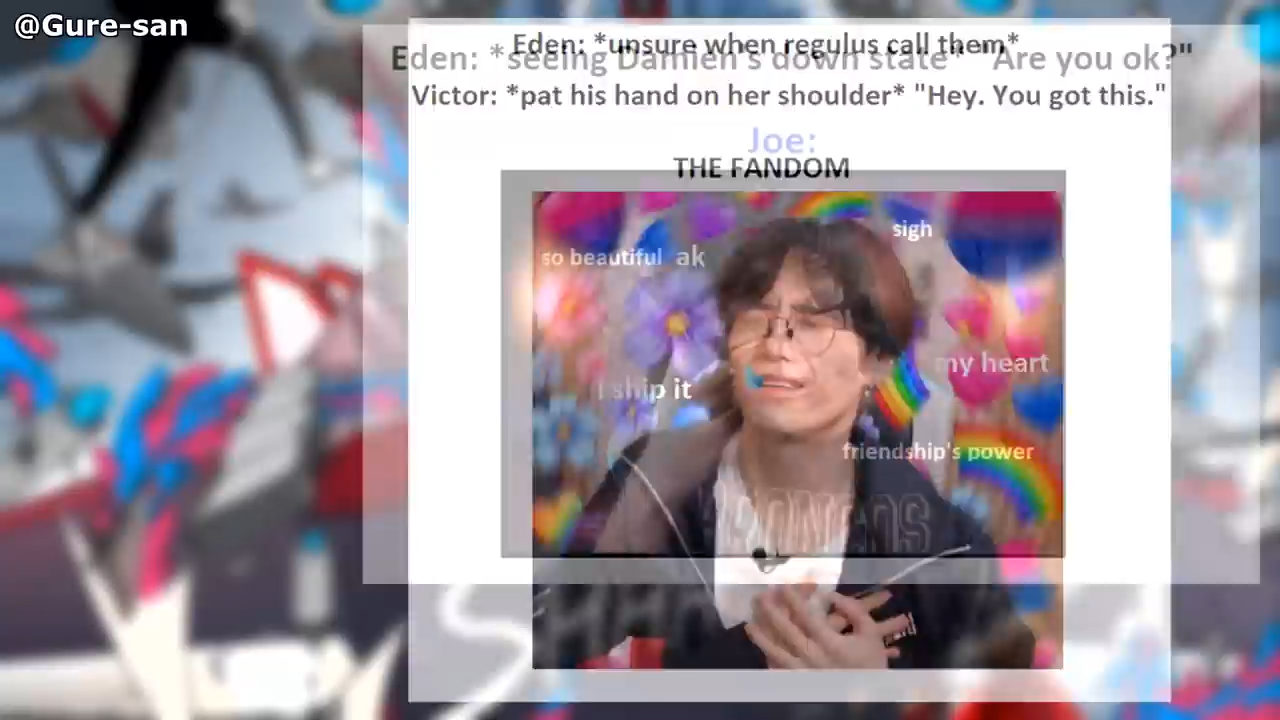 @Gure-san
Eden: *unsure when regulus call them*
Eden: *seeing Damien's down state* "Are you ok?"
Victor: *pat his hand on her shoulder* "Hey. You got this."
Joe:
THE FANDOM
sigh
so beautiful
ak
my heart
I ship it
friendship's power